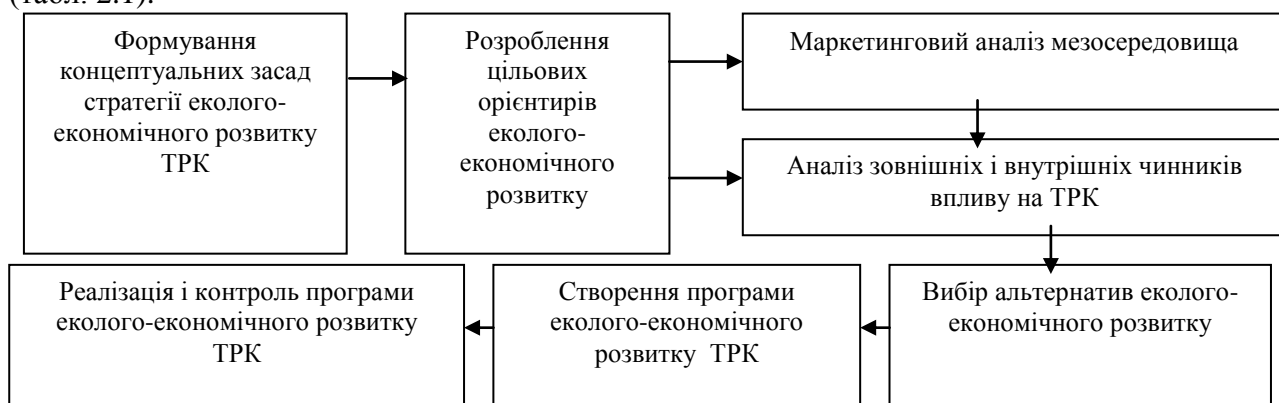 (табл. 2.1).
Формування
концептуальних засад
стратегії еколого-
економічного розвитку
ТРК
Розроблення
цільових
орієнтирів
еколого-
економічного
розвитку
Маркетинговий аналіз мезосередовища
Аналіз зовнішніх і внутрішніх чинників
впливу на ТРК
Реалізація і контроль програми
еколого-економічного розвитку
ТРК
Створення програми
еколого-економічного
розвитку ТРК
Вибір альтернатив еколого-
економічного розвитку